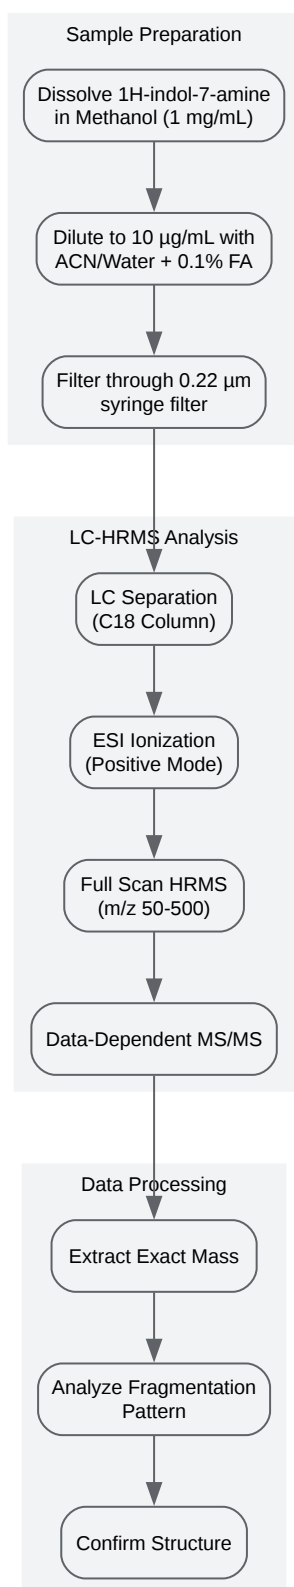 Sample Preparation
Dissolve 1H-indol-7-amine
in Methanol (1 mg/mL)
Dilute to 10 µg/mL with
ACN/Water + 0.1% FA
Filter through 0.22 µm
syringe filter
LC-HRMS Analysis
LC Separation
(C18 Column)
ESI Ionization
(Positive Mode)
Full Scan HRMS
(m/z 50-500)
Data-Dependent MS/MS
Data Processing
Extract Exact Mass
Analyze Fragmentation
Pattern
Confirm Structure